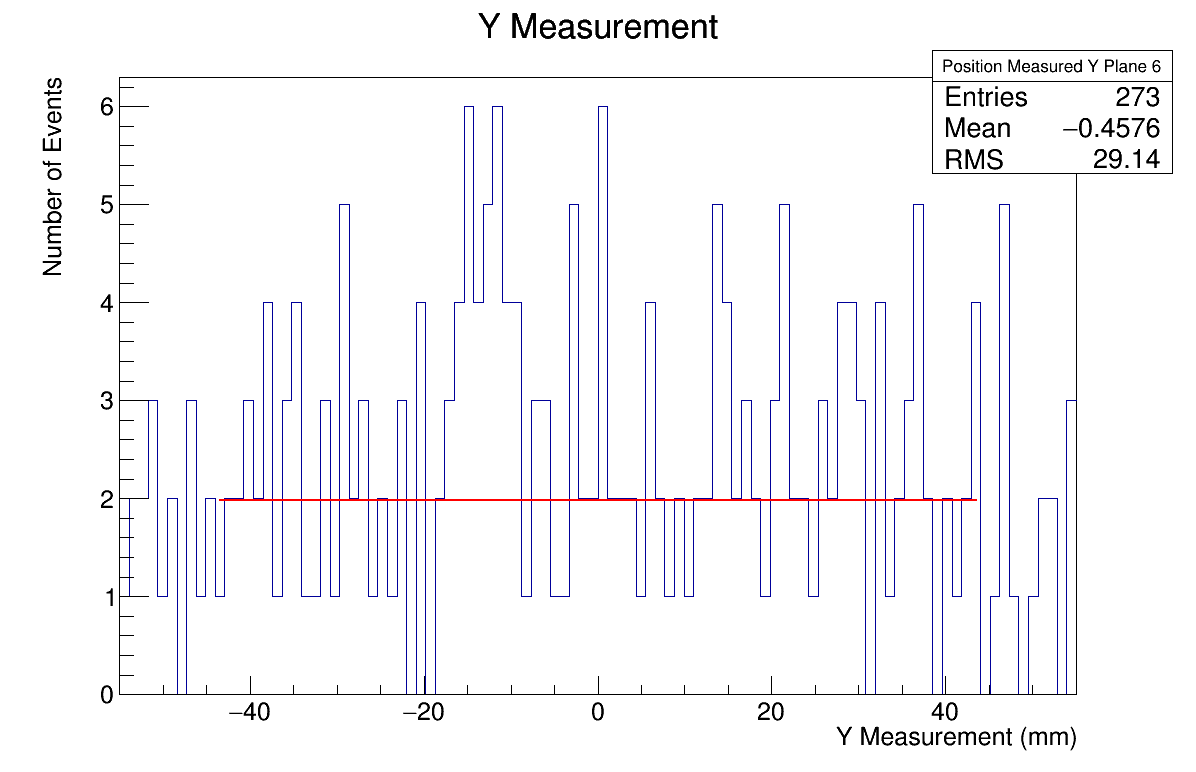 Y Measurement
Position Measured Y Plane 6
Entries 273
Mean −0.4576
RMS 29.14
Number of Events
6
5
4
3
2
1
0
−40 −20 0 20 40
Y Measurement (mm)